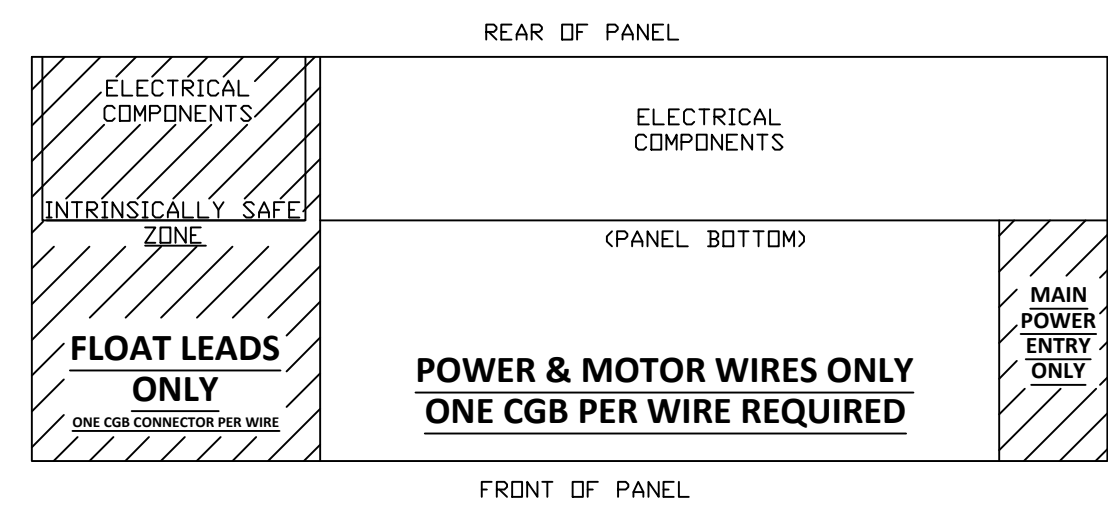 REAR OF PANEL
ELECTRICAL
COMPONENTS
ELECTRICAL
COMPONENTS
INTRINSICALLY SAFE
ZONE
(PANEL BOTTOM)
FLOAT LEADS
ONLY
ONE CGB CONNECTOR PER WIRE
POWER & MOTOR WIRES ONLY
ONE CGB PER WIRE REQUIRED
MAIN
POWER
ENTRY
ONLY
FRONT OF PANEL